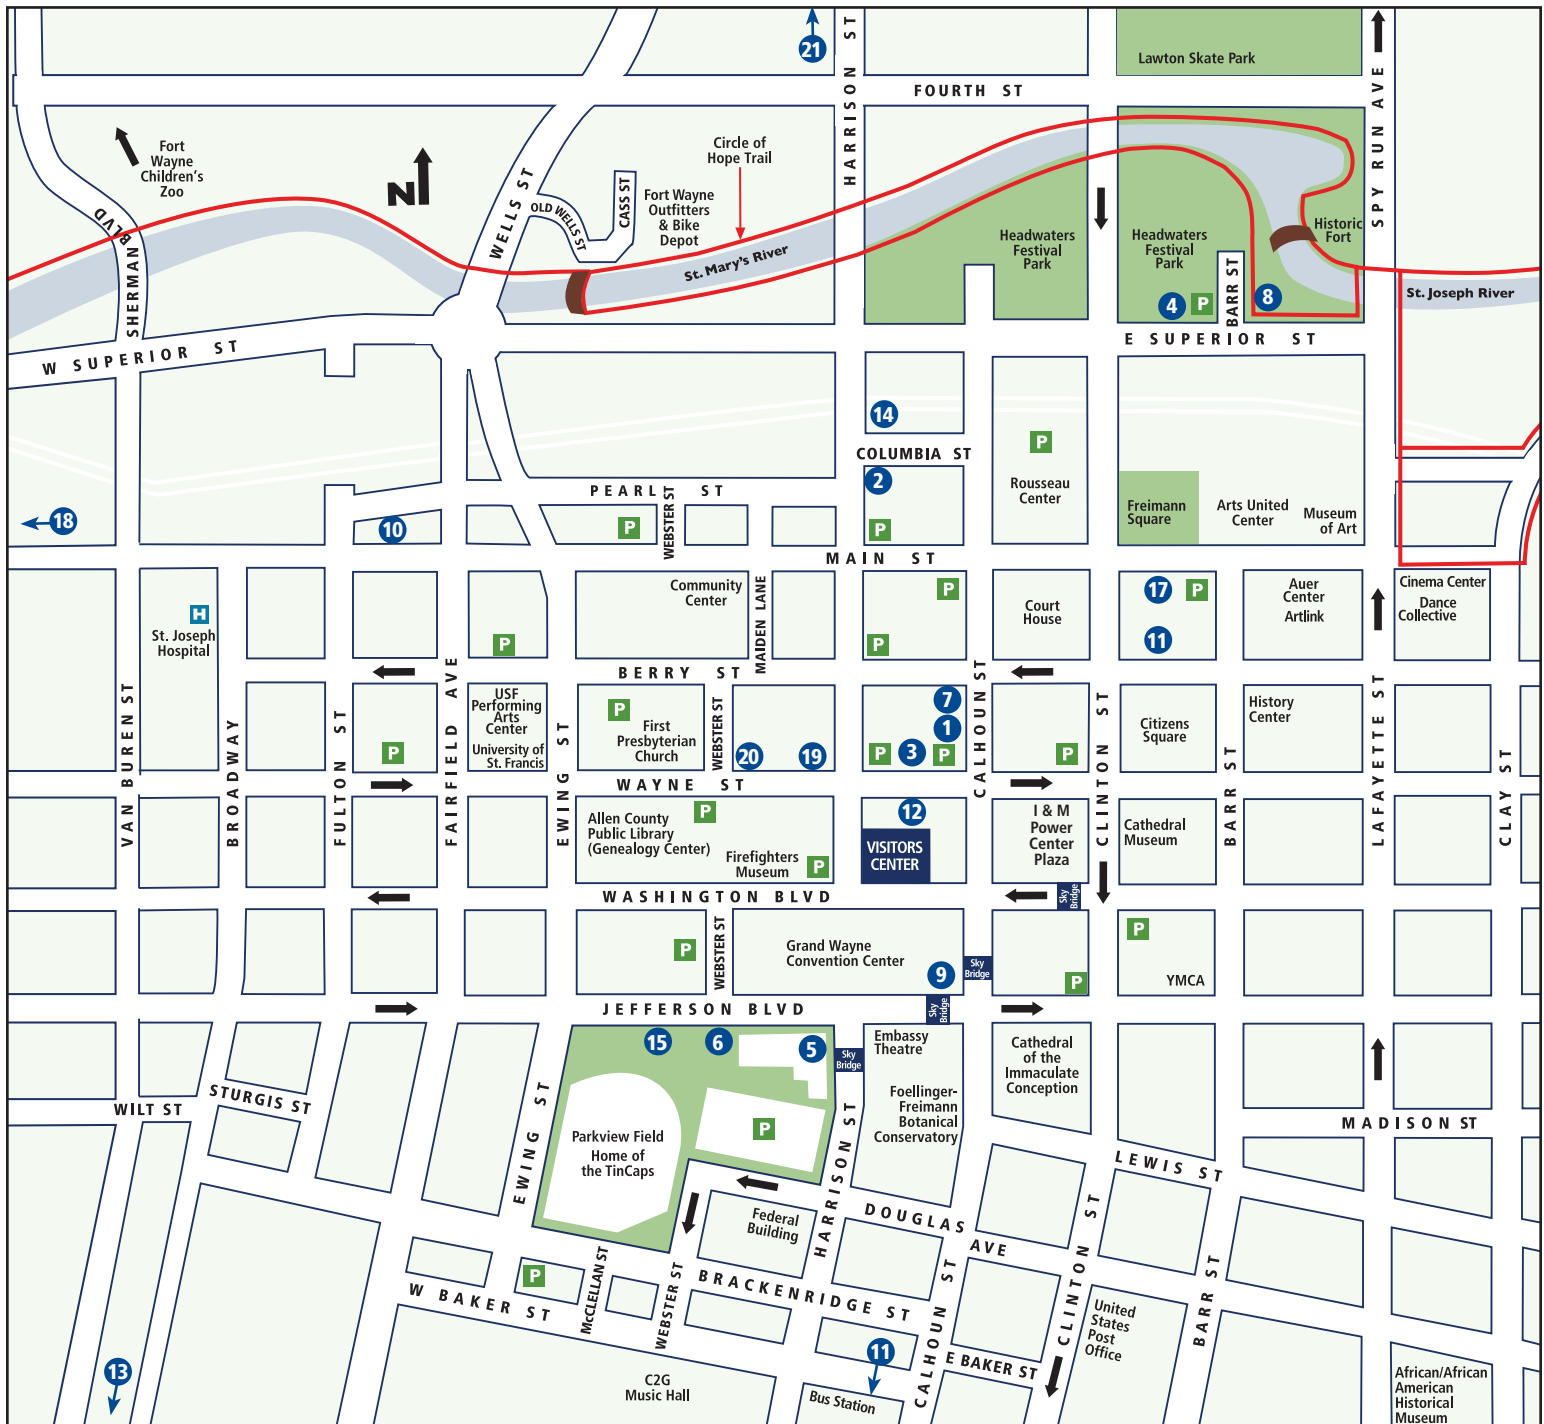 21
HARRISON ST
Lawton Skate Park
FOURTH ST
SPY RUN AVE
Fort
Wayne
Children's
Zoo
N
Circle of
Hope Trail
WELLS ST
OLD WELLS ST
CASS ST
Fort Wayne
Outfitters
& Bike
Depot
SHERMAN BLVD
St. Mary's River
Headwaters
Festival
Park
Headwaters
Festival
Park
Historic
Fort
BARR ST
4
P
8
St. Joseph River
W SUPERIOR ST
E SUPERIOR ST
14
COLUMBIA ST
P
2
Rousseau
Center
PEARL ST
WEBSTER ST
Freimann
Square
Arts United
Center
Museum
of Art
18
10
P
P
MAIN ST
H
St. Joseph
Hospital
Community
Center
MAIDEN LANE
P
P
P
Court
House
17
P
11
Auer
Center
Artlink
Cinema Center
Dance
Collective
BERRY ST
VAN BUREN ST
BROADWAY
FULTON ST
FAIRFIELD AVE
EWING ST
USF
Performing
Arts
Center
University of
St. Francis
P
P
First
Presbyterian
Church
WEBSTER ST
20
19
7
1
P
3
P
CALHOUN ST
P
CLINTON ST
Citizens
Square
History
Center
BARR ST
LAFAYETTE ST
CLAY ST
WAYNE ST
Allen County
Public Library
(Genealogy Center)
P
Firefighters
Museum
P
12
VISITORS
CENTER
I & M
Power
Center
Plaza
Cathedral
Museum
WASHINGTON BLVD
Sky
Bridge
P
WEBSTER ST
Grand Wayne
Convention Center
9
Sky
Bridge
P
P
YMCA
JEFFERSON BLVD
Sky
Bridge
15
6
5
Sky
Bridge
Embassy
Theatre
Foellinger-
Freimann
Botanical
Conservatory
Cathedral
of the
Immaculate
Conception
WILT ST
STURGIS ST
EWING ST
Parkview Field
Home of
the TinCaps
P
HARRISON ST
MADISON ST
LEWIS ST
Federal
Building
DOUGLAS AVE
CLINTON ST
P
McCLELLAN ST
WEBSTER ST
BRACKENRIDGE ST
W BAKER ST
CALHOUN ST
BARR ST
United
States
Post
Office
E BAKER ST
13
11
C2G
Music Hall
Bus Station
African/African
American
Historical
Museum